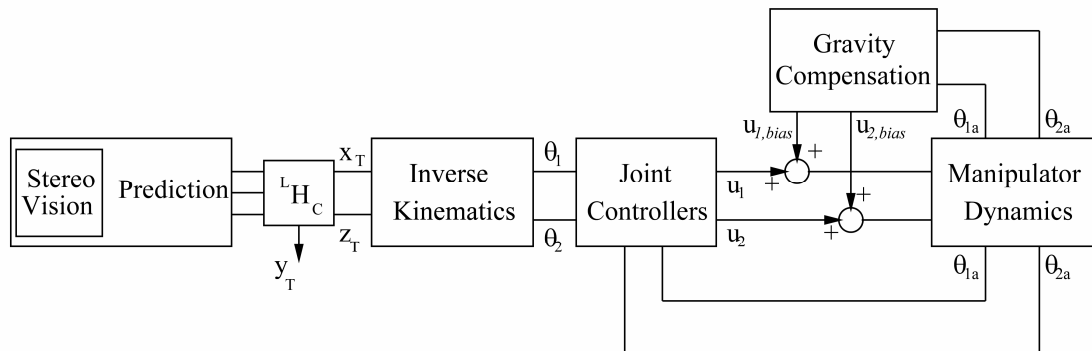 Gravity
Compensation
u1,bias
u2,bias
θ1a
θ2a
Stereo
Vision
Prediction
LHC
xT
zT
yT
Inverse
Kinematics
θ1
θ2
Joint
Controllers
u1
u2
+
+
+
+
Manipulator
Dynamics
θ1a
θ2a